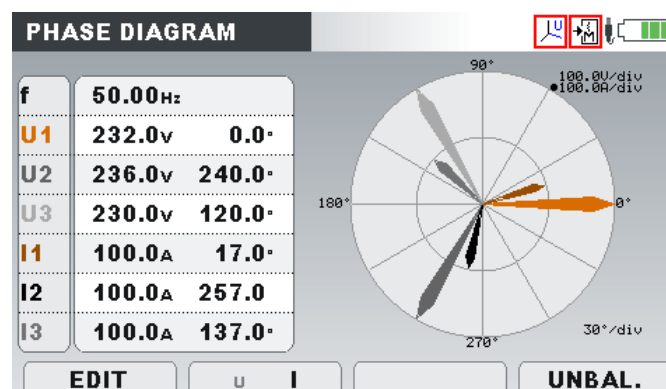 PHASE DIAGRAM
U
M
f 50.00Hz
U1 232.0V 0.0°
U2 236.0V 240.0°
U3 230.0V 120.0°
I1 100.0A 17.0°
I2 100.0A 257.0
I3 100.0A 137.0°
90°
100.0V/div
100.0A/div
180°
0°
270°
30°/div
EDIT
U I
UNBAL.